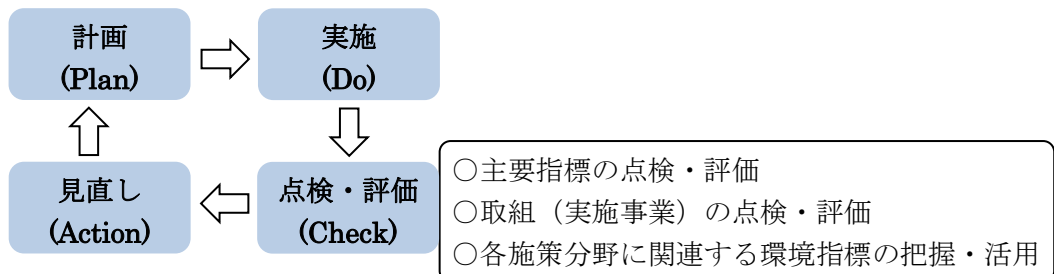 計画
(Plan)
実施
(Do)
見直し
(Action)
点検・評価
(Check)
○主要指標の点検・評価
○取組（実施事業）の点検・評価
○各施策分野に関連する環境指標の把握・活用